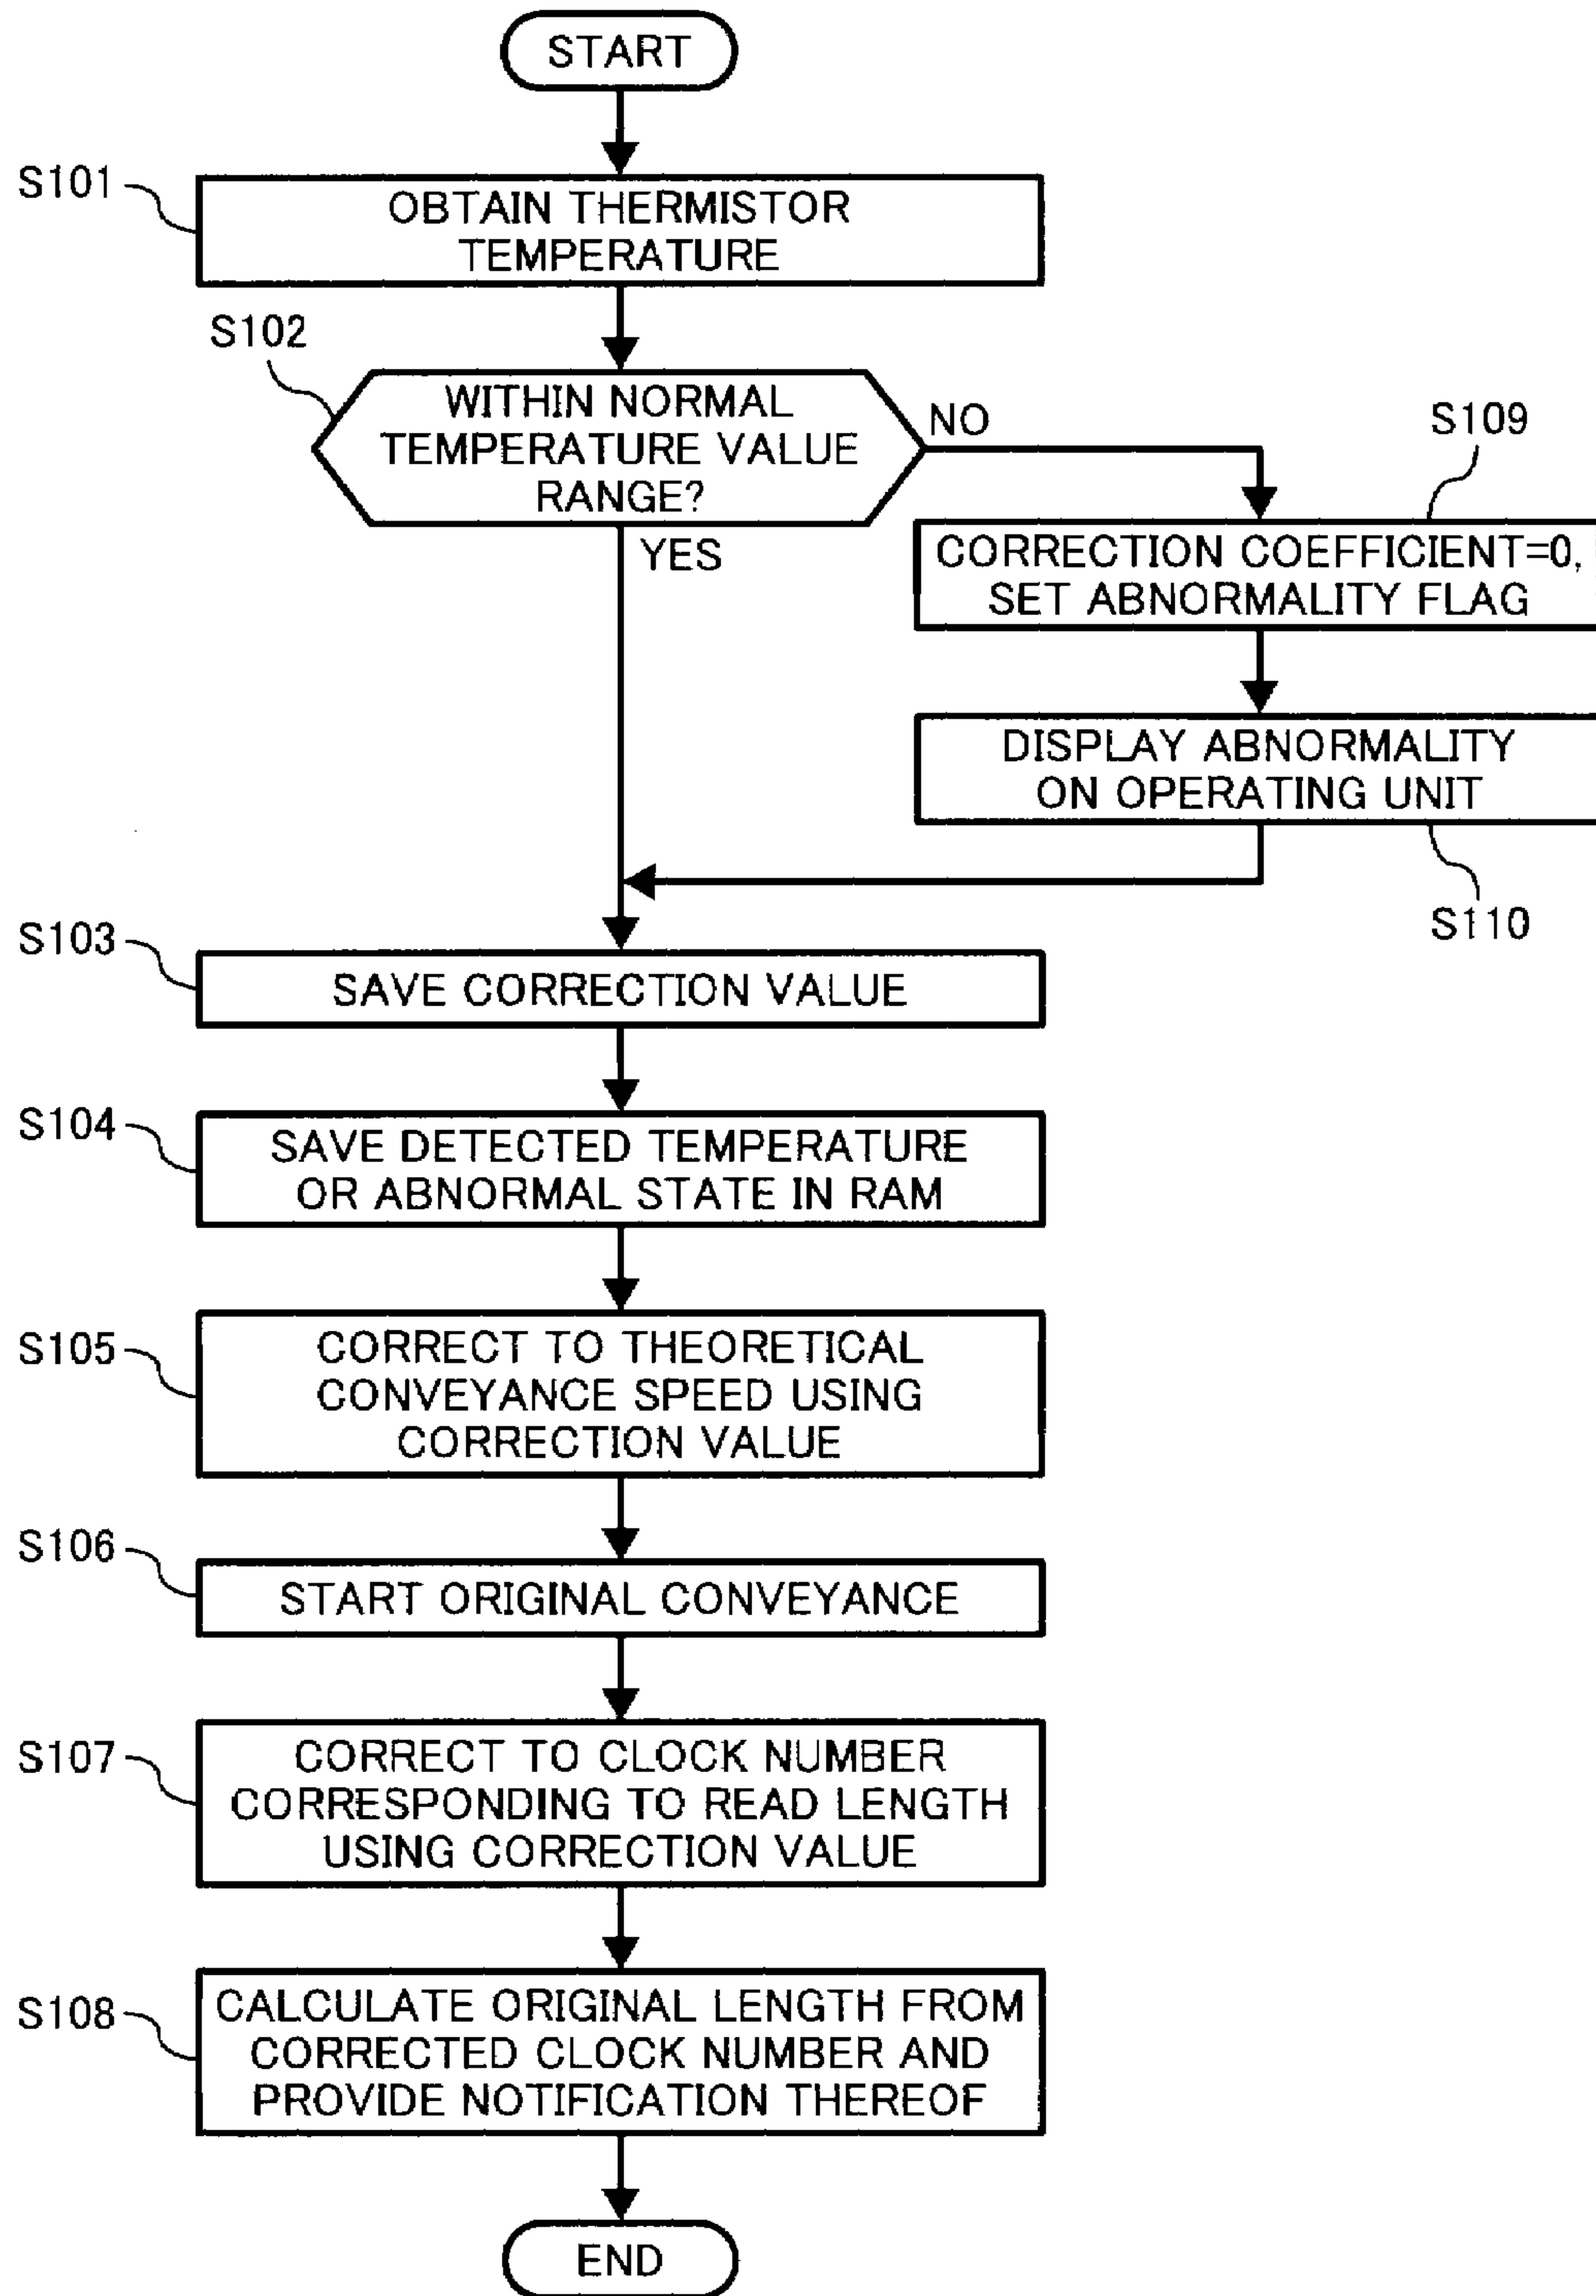 START
S101
OBTAIN THERMISTOR
TEMPERATURE
S102
WITHIN NORMAL
TEMPERATURE VALUE
RANGE?
NO
YES
S109
CORRECTION COEFFICIENT=0,
SET ABNORMALITY FLAG
DISPLAY ABNORMALITY
ON OPERATING UNIT
S110
S103
SAVE CORRECTION VALUE
S104
SAVE DETECTED TEMPERATURE
OR ABNORMAL STATE IN RAM
S105
CORRECT TO THEORETICAL
CONVEYANCE SPEED USING
CORRECTION VALUE
S106
START ORIGINAL CONVEYANCE
S107
CORRECT TO CLOCK NUMBER
CORRESPONDING TO READ LENGTH
USING CORRECTION VALUE
S108
CALCULATE ORIGINAL LENGTH FROM
CORRECTED CLOCK NUMBER AND
PROVIDE NOTIFICATION THEREOF
END